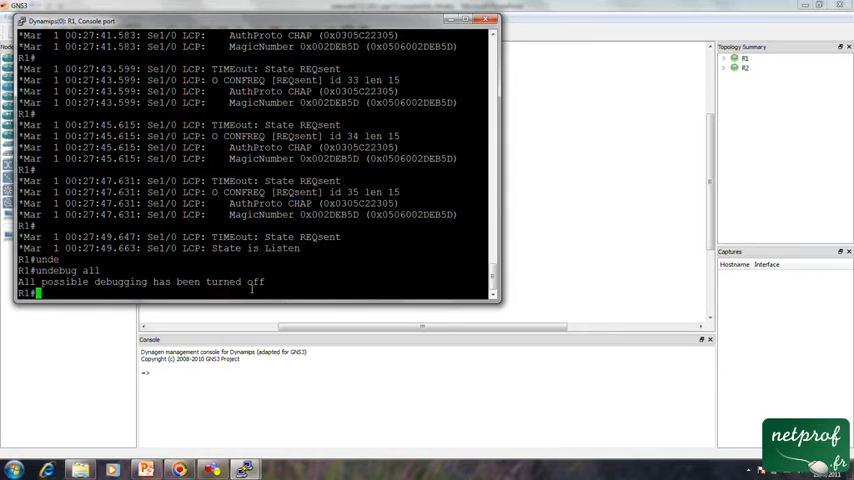 GNS3
Dynamips(0): R1, Console port
*Mar  1 00:27:41.583: Se1/0 LCP:    AuthProto CHAP (0x0305C22305)
*Mar  1 00:27:41.583: Se1/0 LCP:    MagicNumber 0x002DEB5D (0x0506002DEB5D)
R1#
*Mar  1 00:27:43.599: Se1/0 LCP: TIMEout: State REQsent
*Mar  1 00:27:43.599: Se1/0 LCP: O CONFREQ [REQsent] id 33 len 15
*Mar  1 00:27:43.599: Se1/0 LCP:    AuthProto CHAP (0x0305C22305)
*Mar  1 00:27:43.599: Se1/0 LCP:    MagicNumber 0x002DEB5D (0x0506002DEB5D)
R1#
*Mar  1 00:27:45.615: Se1/0 LCP: TIMEout: State REQsent
*Mar  1 00:27:45.615: Se1/0 LCP: O CONFREQ [REQsent] id 34 len 15
*Mar  1 00:27:45.615: Se1/0 LCP:    AuthProto CHAP (0x0305C22305)
*Mar  1 00:27:45.615: Se1/0 LCP:    MagicNumber 0x002DEB5D (0x0506002DEB5D)
R1#
*Mar  1 00:27:47.631: Se1/0 LCP: TIMEout: State REQsent
*Mar  1 00:27:47.631: Se1/0 LCP: O CONFREQ [REQsent] id 35 len 15
*Mar  1 00:27:47.631: Se1/0 LCP:    AuthProto CHAP (0x0305C22305)
*Mar  1 00:27:47.631: Se1/0 LCP:    MagicNumber 0x002DEB5D (0x0506002DEB5D)
R1#
*Mar  1 00:27:49.647: Se1/0 LCP: TIMEout: State REQsent
*Mar  1 00:27:49.663: Se1/0 LCP: State is Listen
R1#unde
R1#undebug all
All possible debugging has been turned off
R1#
Topology Summary
R1
R2
Captures
Hostname
Interface
Console
Dynagen management console for Dynamips (adapted for GNS3)
Copyright (c) 2008-2010 GNS3 Project
=>
netprof
.fr